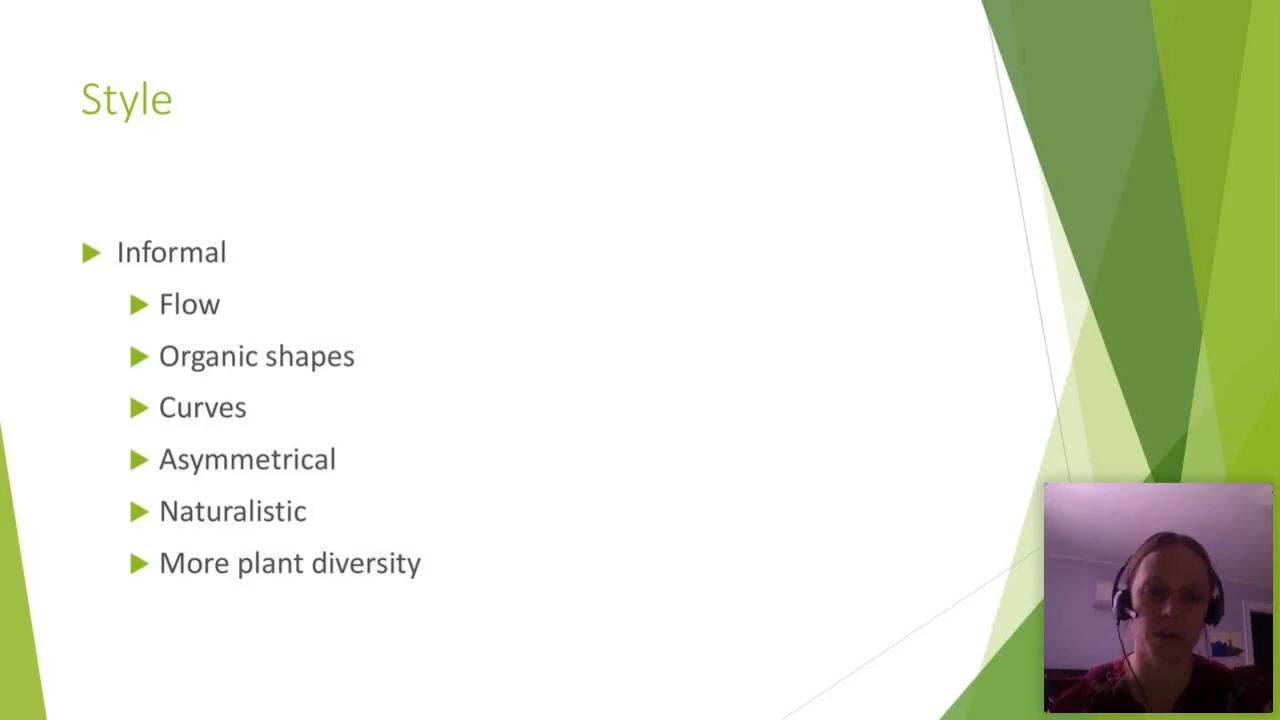 Style
Informal
Flow
Organic shapes
Curves
Asymmetrical
Naturalistic
More plant diversity